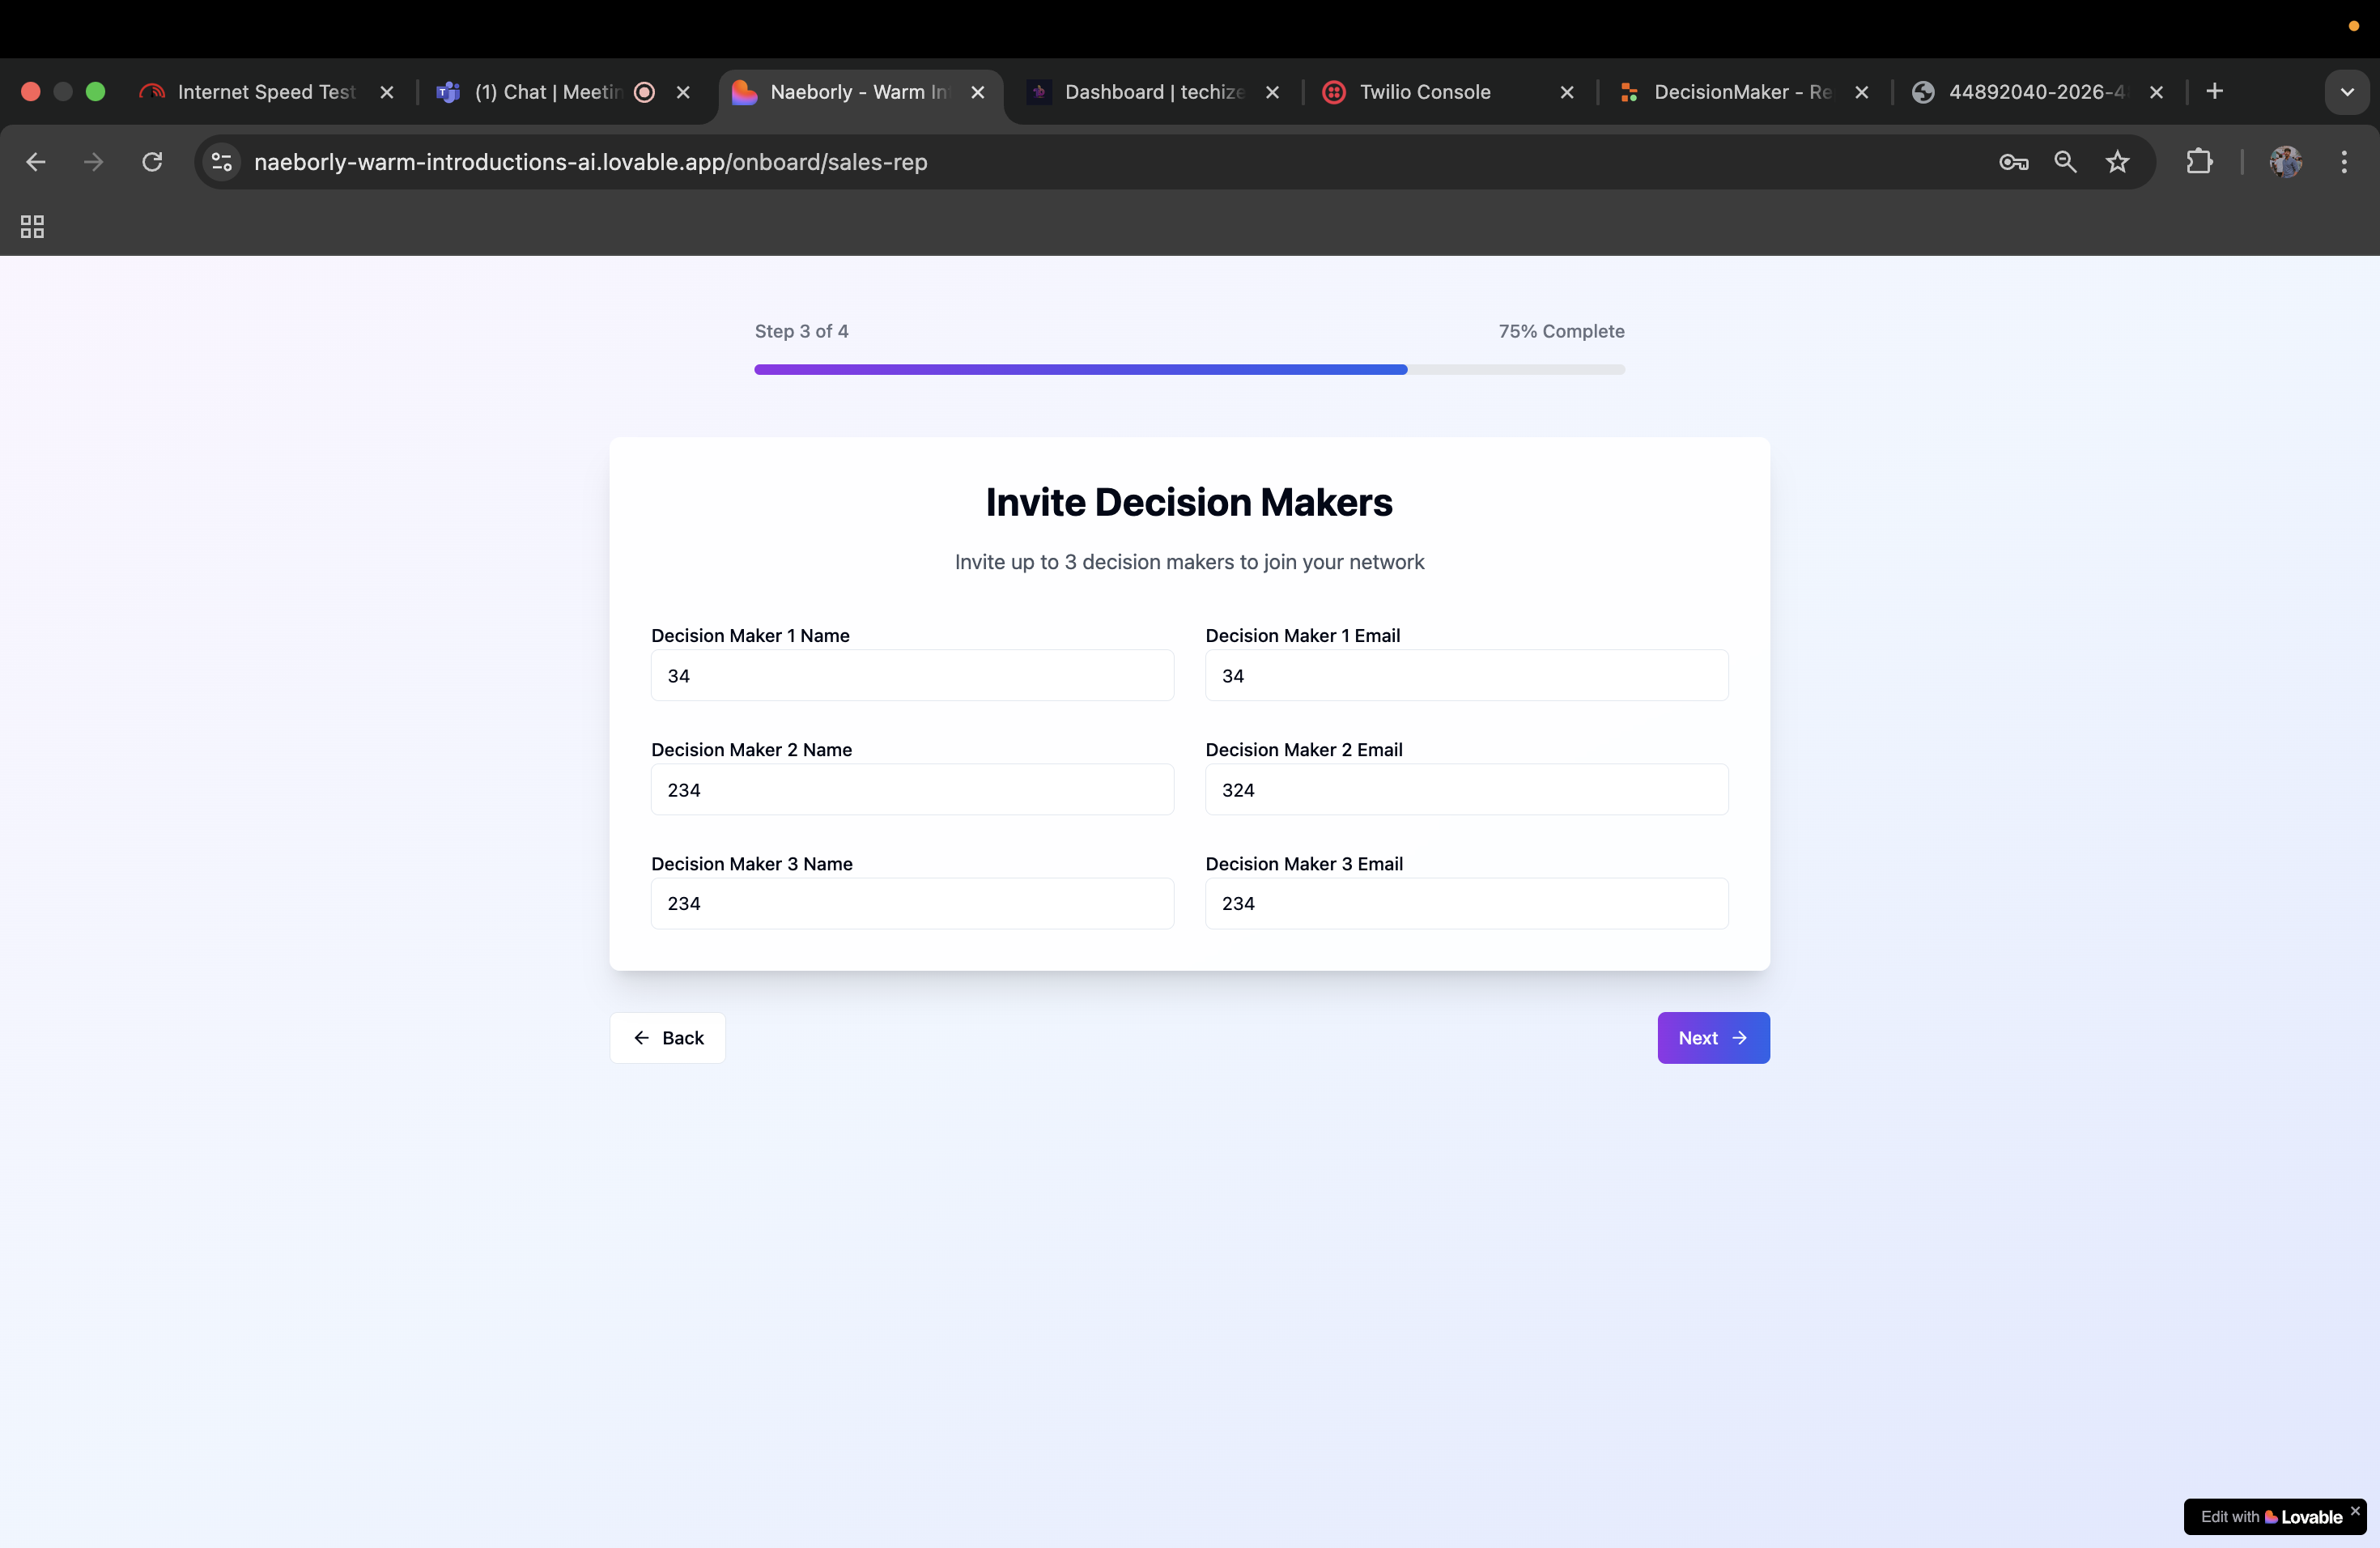 Internet Speed Test
(1) Chat | Meetin
Naeborly - Warm In
Dashboard | techize
Twilio Console
DecisionMaker - Re
44892040-2026-4
naeborly-warm-introductions-ai.lovable.app/onboard/sales-rep
Step 3 of 4
75% Complete
Invite Decision Makers
Invite up to 3 decision makers to join your network
Decision Maker 1 Name
Decision Maker 1 Email
34
34
Decision Maker 2 Name
Decision Maker 2 Email
234
324
Decision Maker 3 Name
Decision Maker 3 Email
234
234
Back
Next
Edit with Lovable